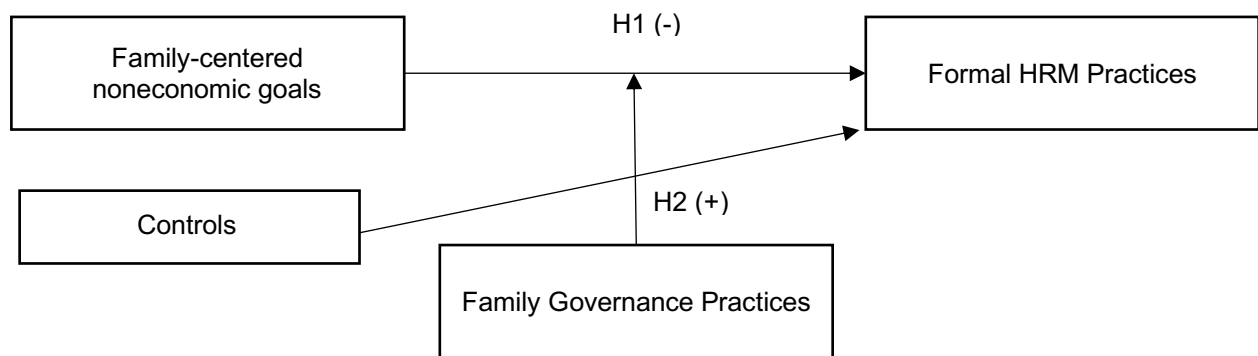 H1 (-)
Family-centered
noneconomic goals
Formal HRM Practices
Controls
H2 (+)
Family Governance Practices